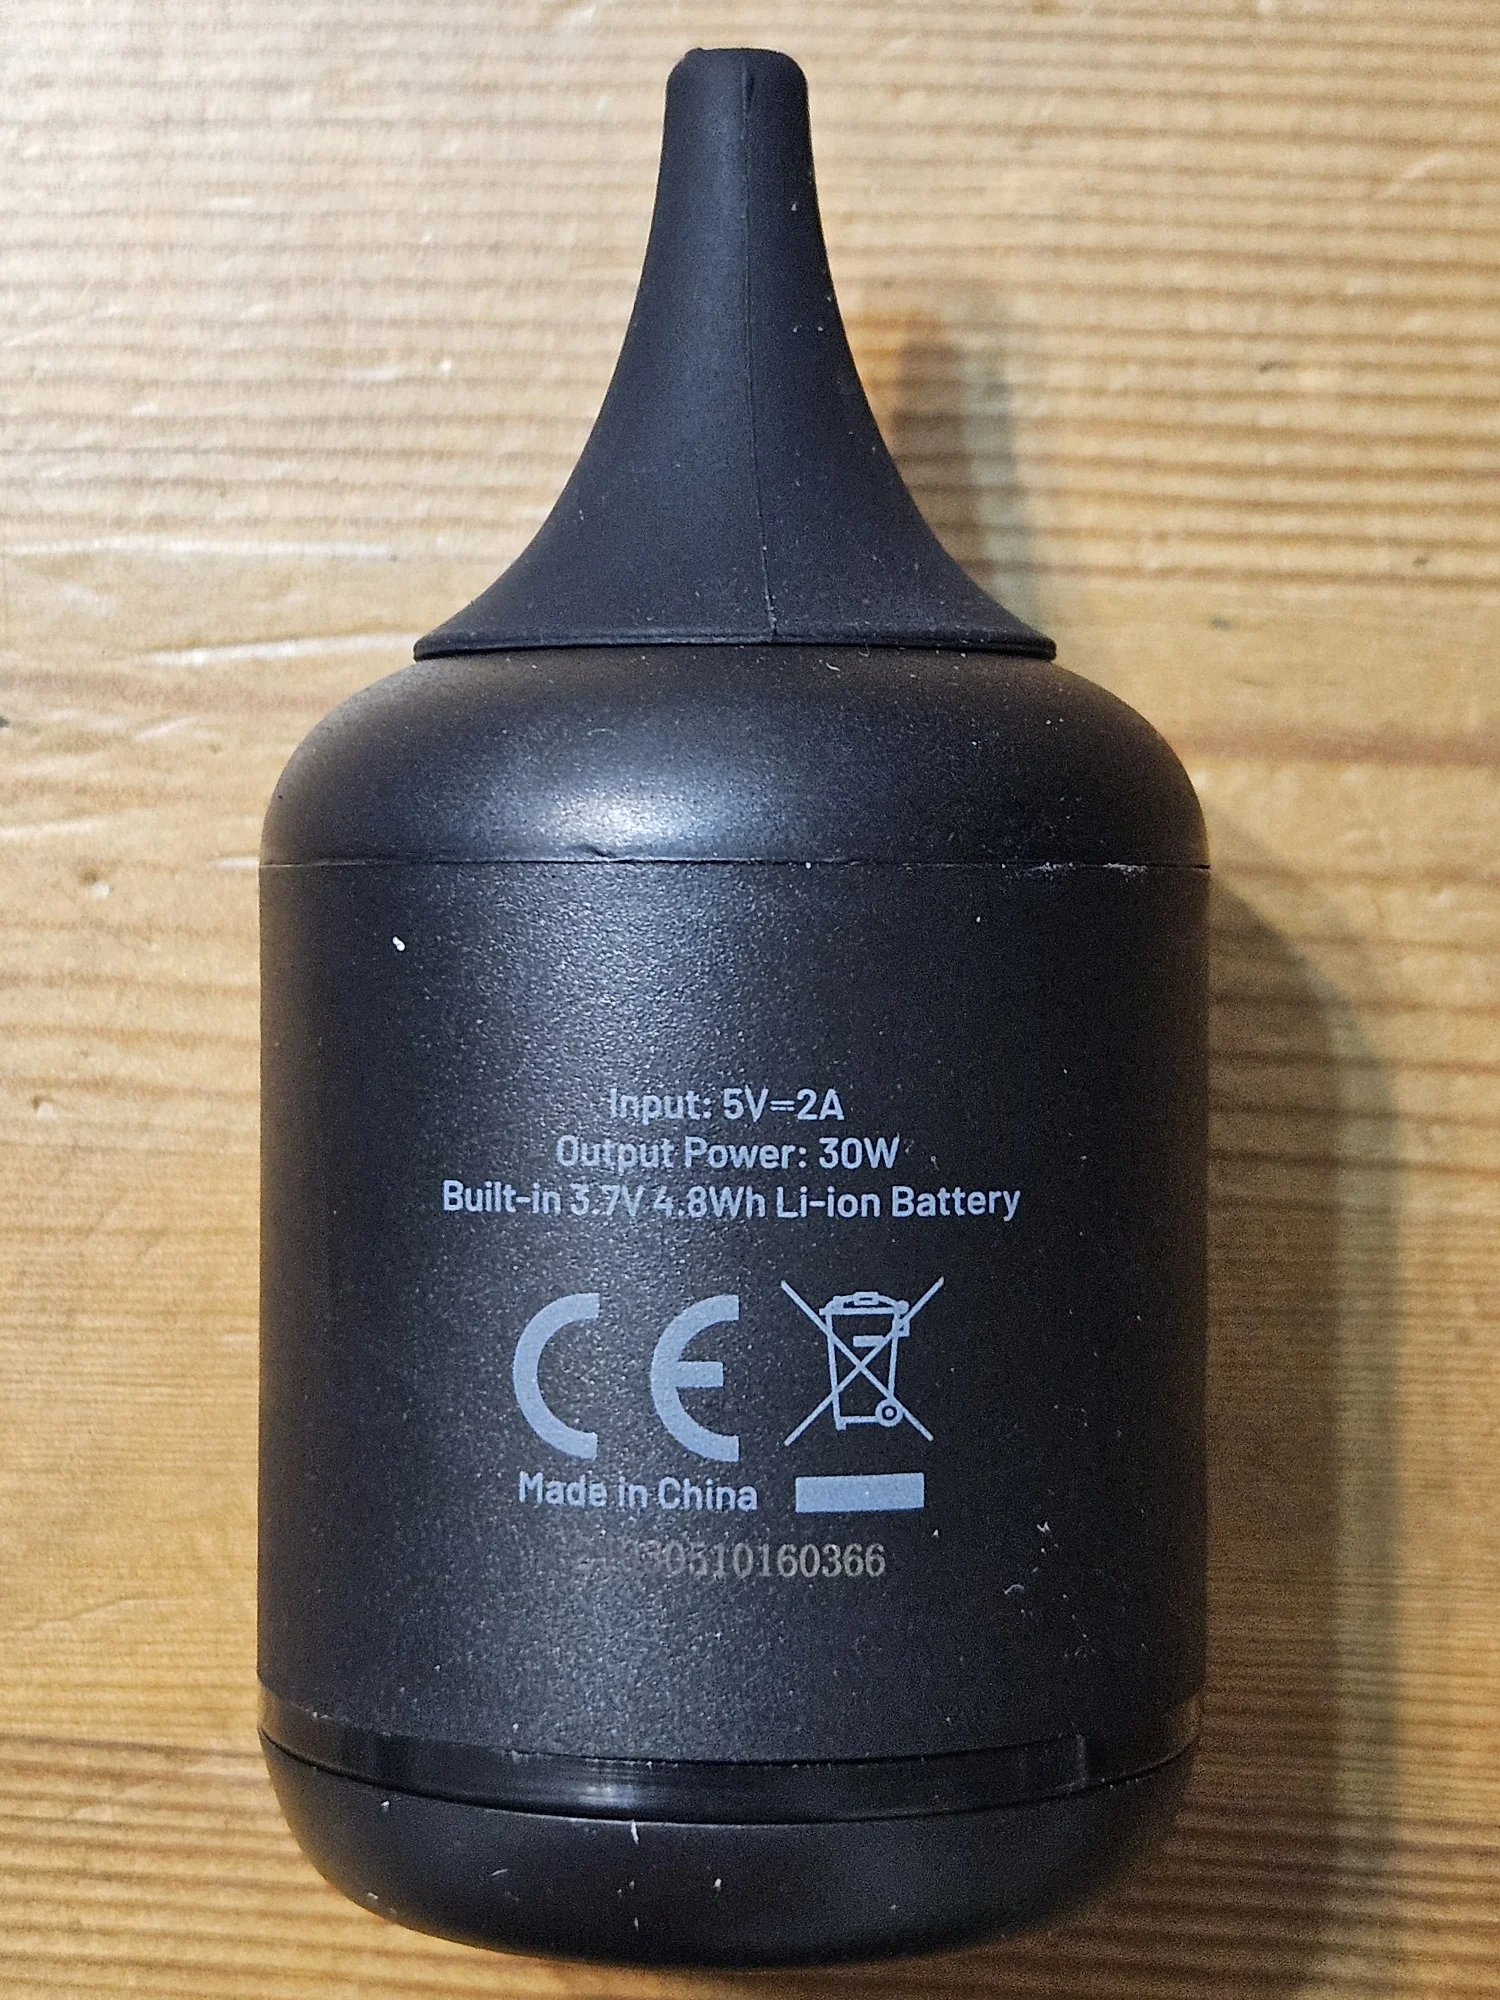 Input: 5V=2A
Output Power: 30W
Built-in 3.7V 4.8Wh Li-ion Battery
CE
Made in China